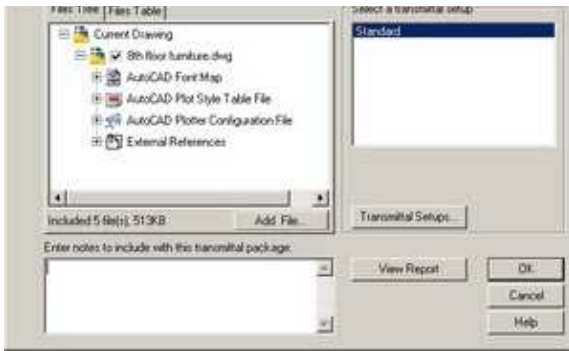 Files Tree Files Table
Select a transmittal setup
Current Drawing
Standard
8th floor furniture.dwg
AutoCAD Font Map
AutoCAD Plot Style Table File
AutoCAD Plotter Configuration File
External References
Included 5 file(s), 513KB
Add File...
Transmittal Setups...
Enter notes to include with this transmittal package:
View Report
OK
Cancel
Help